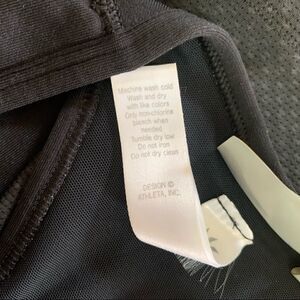 Machine wash cold
Wash and dry
with like colors
Only non-chlorine
bleach when
needed
Tumble dry low
Do not iron
Do not dry clean
DESIGN ©
ATHLETA, INC.